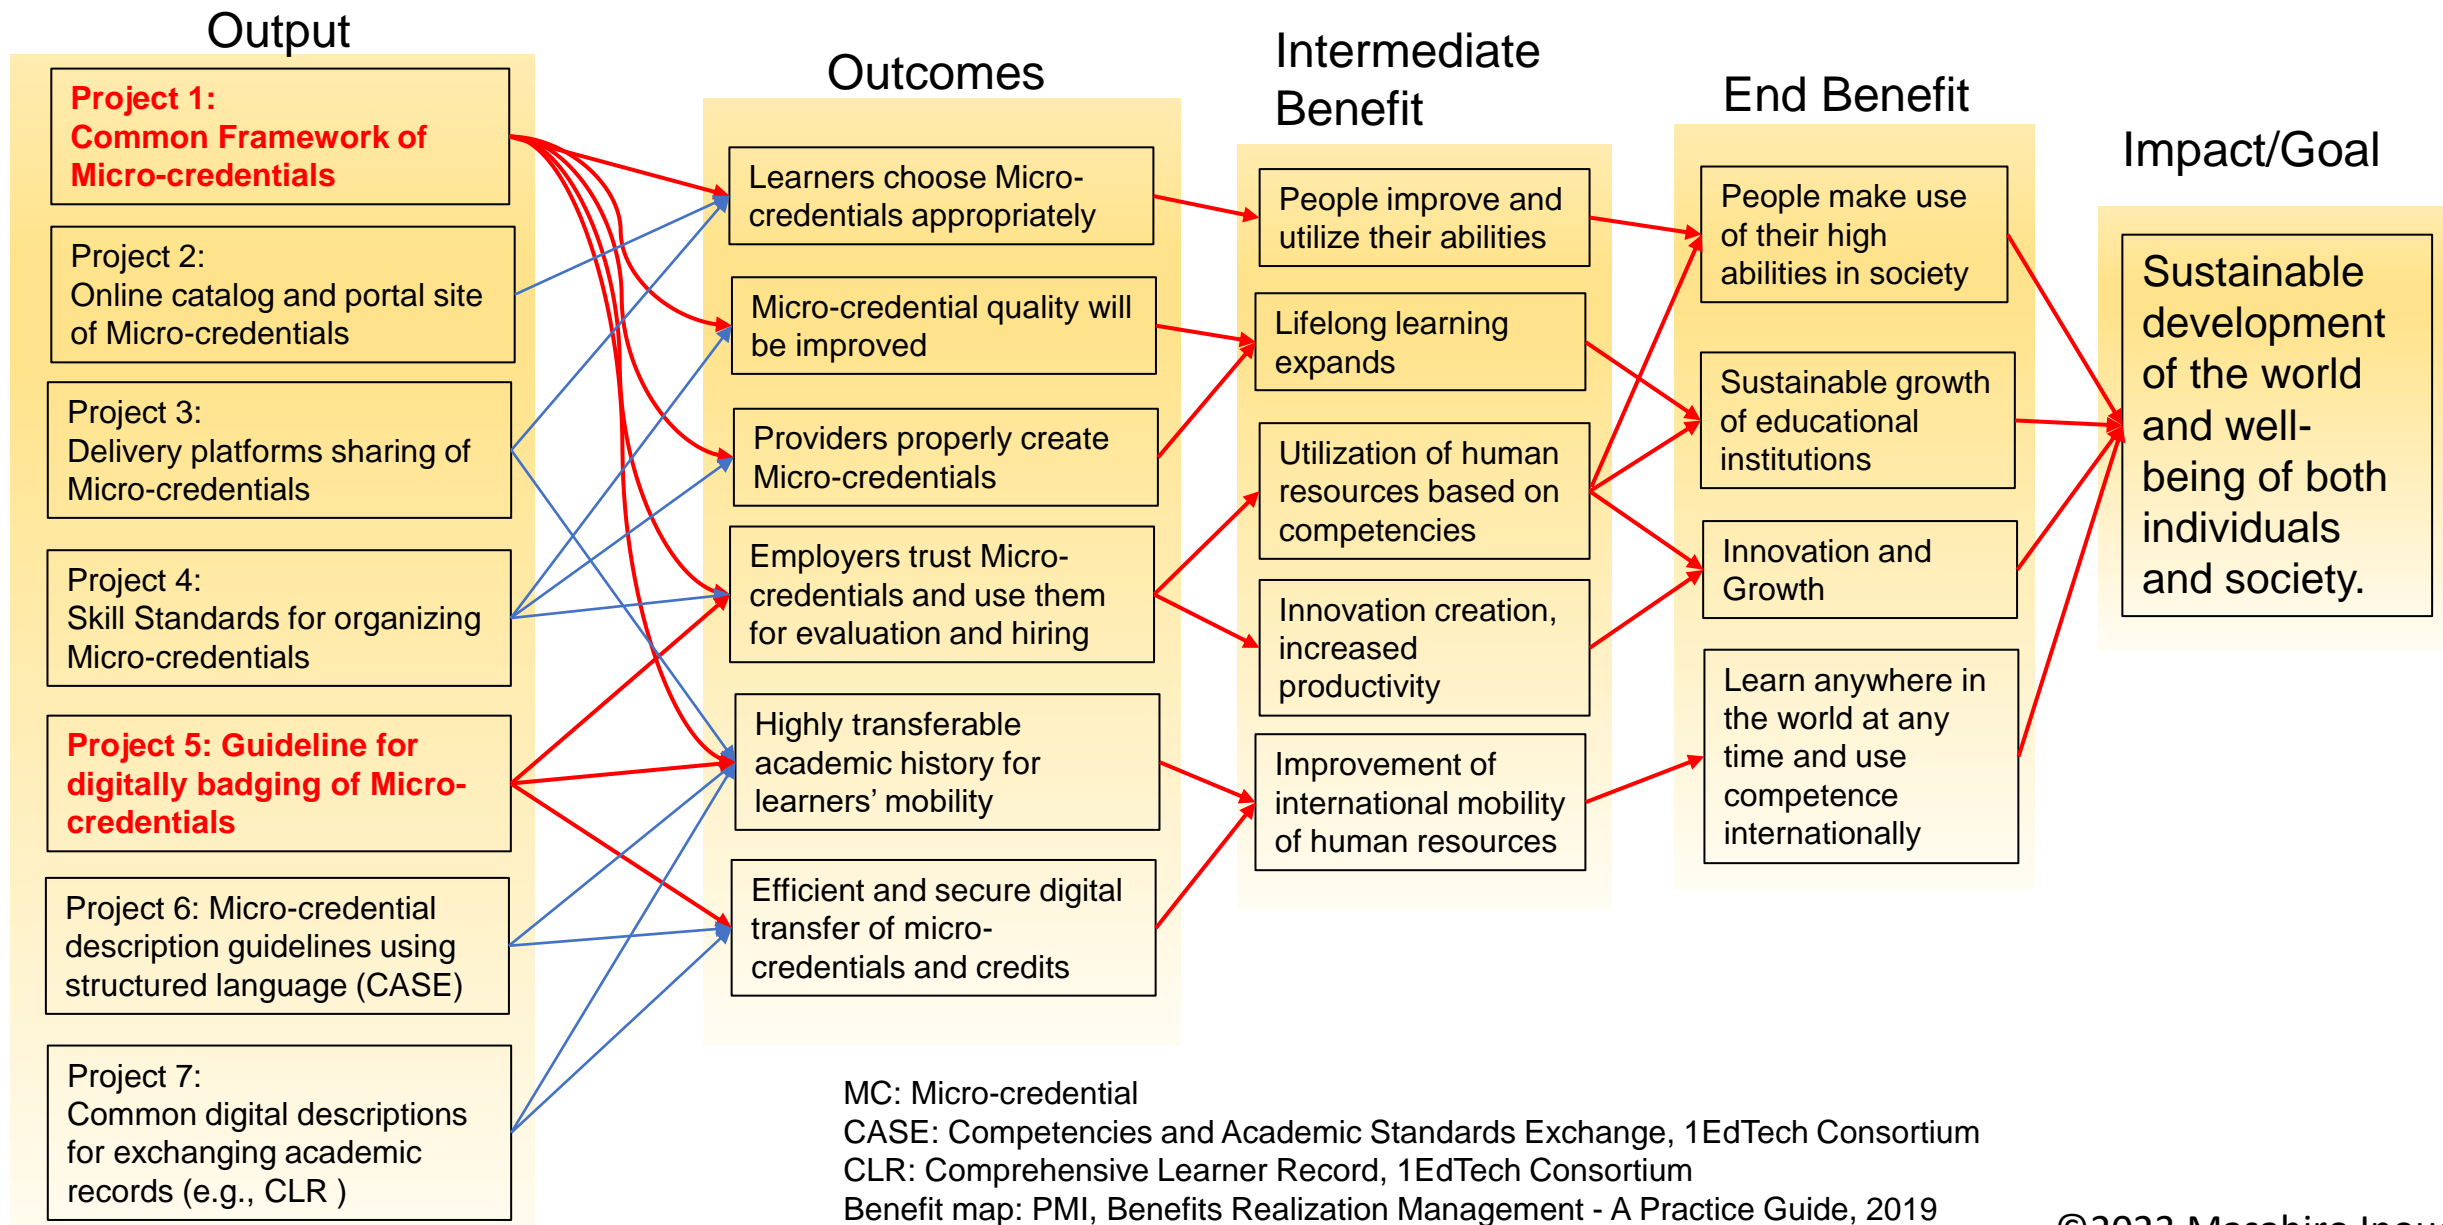 Output
Project 1:
Common Framework of
Micro-credentials
Project 2:
Online catalog and portal site
of Micro-credentials
Project 3:
Delivery platforms sharing of
Micro-credentials
Project 4:
Skill Standards for organizing
Micro-credentials
Project 5: Guideline for
digitally badging of Micro-
credentials
Project 6: Micro-credential
description guidelines using
structured language (CASE)
Project 7:
Common digital descriptions
for exchanging academic
records (e.g., CLR )
Outcomes
Learners choose Micro-
credentials appropriately
Micro-credential quality will
be improved
Providers properly create
Micro-credentials
Employers trust Micro-
credentials and use them
for evaluation and hiring
Highly transferable
academic history for
learners’ mobility
Efficient and secure digital
transfer of micro-
credentials and credits
Intermediate
Benefit
People improve and
utilize their abilities
Lifelong learning
expands
Utilization of human
resources based on
competencies
Innovation creation,
increased
productivity
Improvement of
international mobility
of human resources
End Benefit
People make use
of their high
abilities in society
Sustainable growth
of educational
institutions
Innovation and
Growth
Learn anywhere in
the world at any
time and use
competence
internationally
Impact/Goal
Sustainable
development
of the world
and well-
being of both
individuals
and society.
MC: Micro-credential
CASE: Competencies and Academic Standards Exchange, 1EdTech Consortium
CLR: Comprehensive Learner Record, 1EdTech Consortium
Benefit map: PMI, Benefits Realization Management - A Practice Guide, 2019